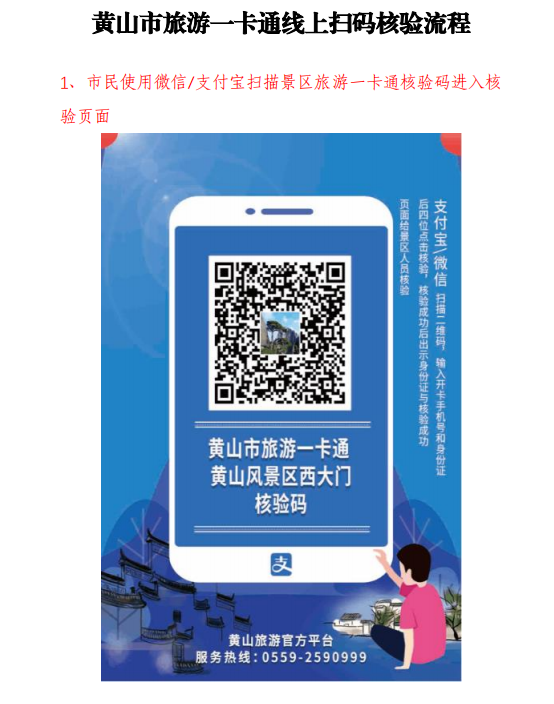 黄山市旅游一卡通线上扫码核验流程
1、市民使用微信/支付宝扫描景区旅游一卡通核验码进入核
验页面
支付宝/微信 扫描二维码，输入开卡手机号和身份证
后四位点击核验，核验成功后出示身份证与核验成功
页面给景区人员核验
黄山市旅游一卡通
黄山风景区西大门
核验码
支
黄山旅游官方平台
服务热线：0559-2590999